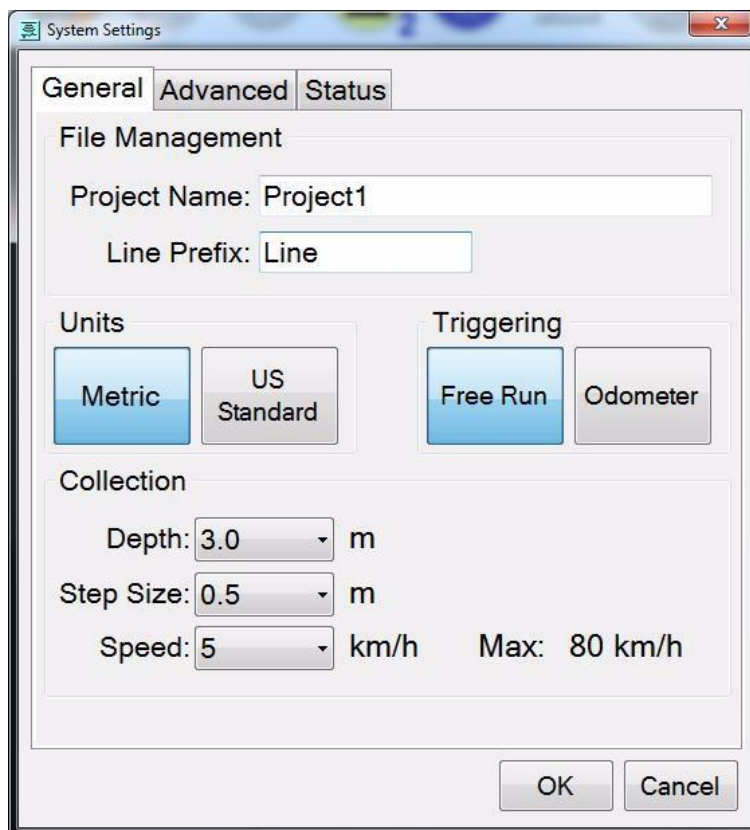 System Settings
General Advanced Status
File Management
Project Name: Project1
Line Prefix: Line
Units
Metric
US
Standard
Triggering
Free Run
Odometer
Collection
Depth: 3.0 m
Step Size: 0.5 m
Speed: 5 km/h Max: 80 km/h
OK Cancel